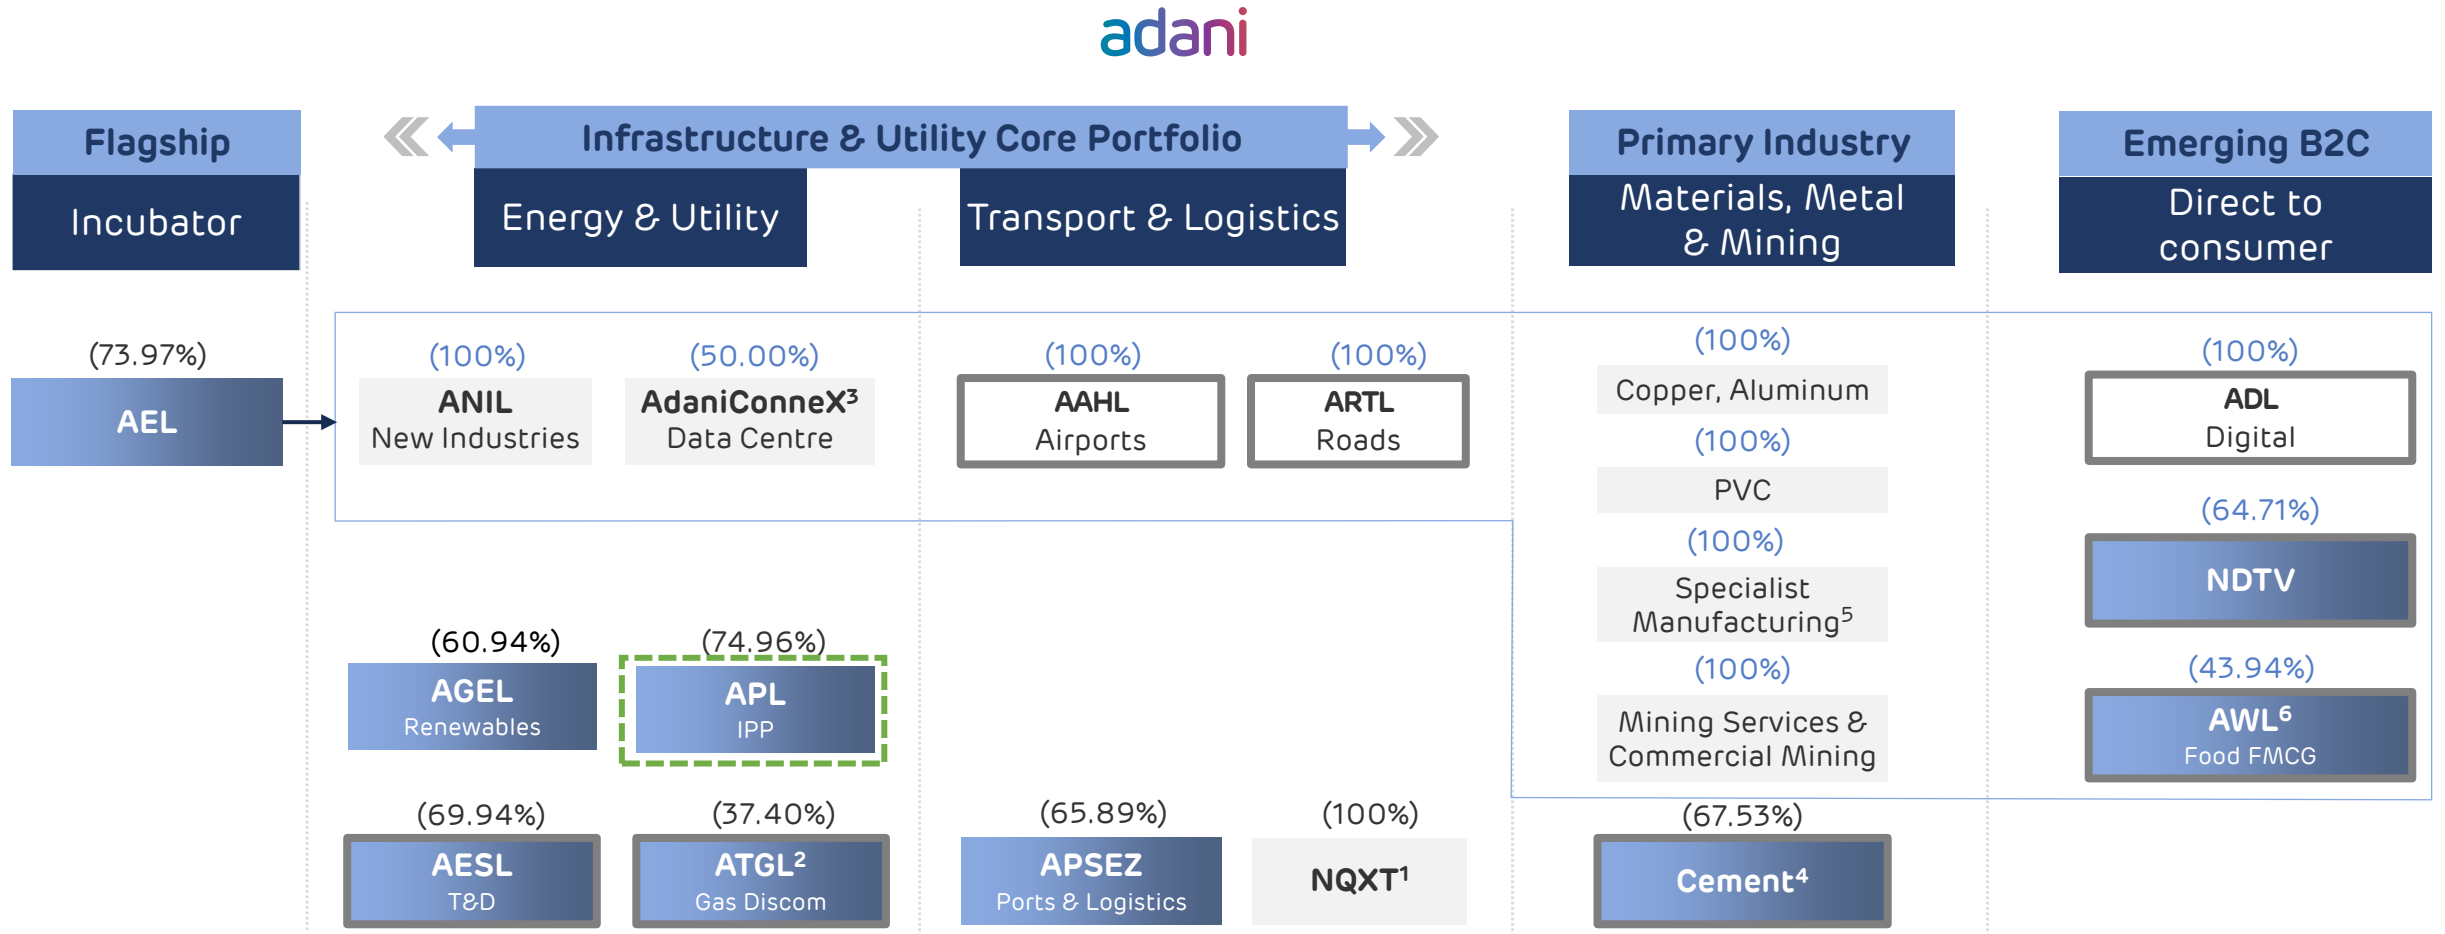 adani
Flagship
Incubator
Infrastructure & Utility Core Portfolio
Energy & Utility
Transport & Logistics
Primary Industry
Materials, Metal
& Mining
Emerging B2C
Direct to
consumer
(73.97%)
AEL
(100%)
ANIL
New Industries
(50.00%)
AdaniConneX³
Data Centre
(100%)
AAHL
Airports
(100%)
ARTL
Roads
(100%)
Copper, Aluminum
(100%)
PVC
(100%)
Specialist
Manufacturing⁵
(100%)
Mining Services &
Commercial Mining
(100%)
ADL
Digital
(64.71%)
NDTV
(43.94%)
AWL⁶
Food FMCG
(60.94%)
AGEL
Renewables
(74.96%)
APL
IPP
(69.94%)
AESL
T&D
(37.40%)
ATGL²
Gas Discom
(65.89%)
APSEZ
Ports & Logistics
(100%)
NQXT¹
(67.53%)
Cement⁴